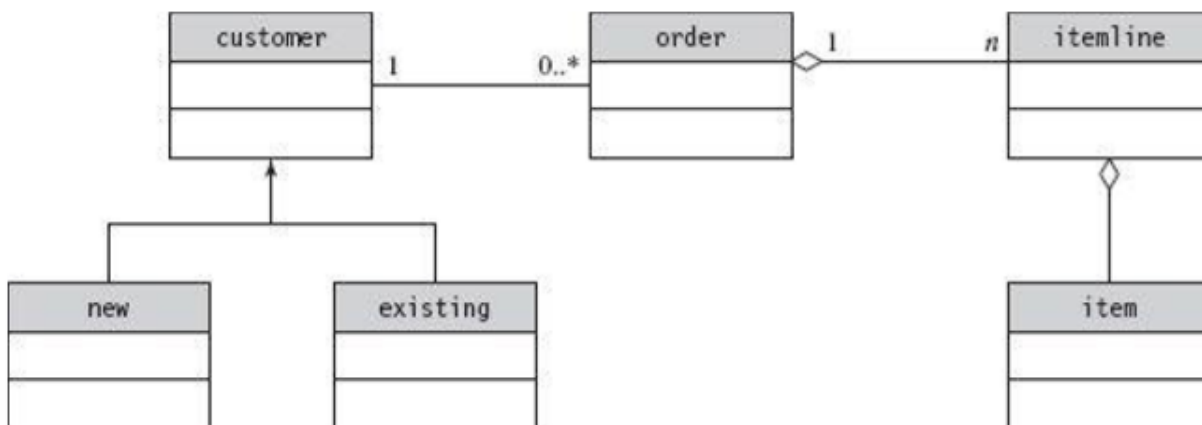 customer
order
itemline
1
0..*
1
n
new
existing
item